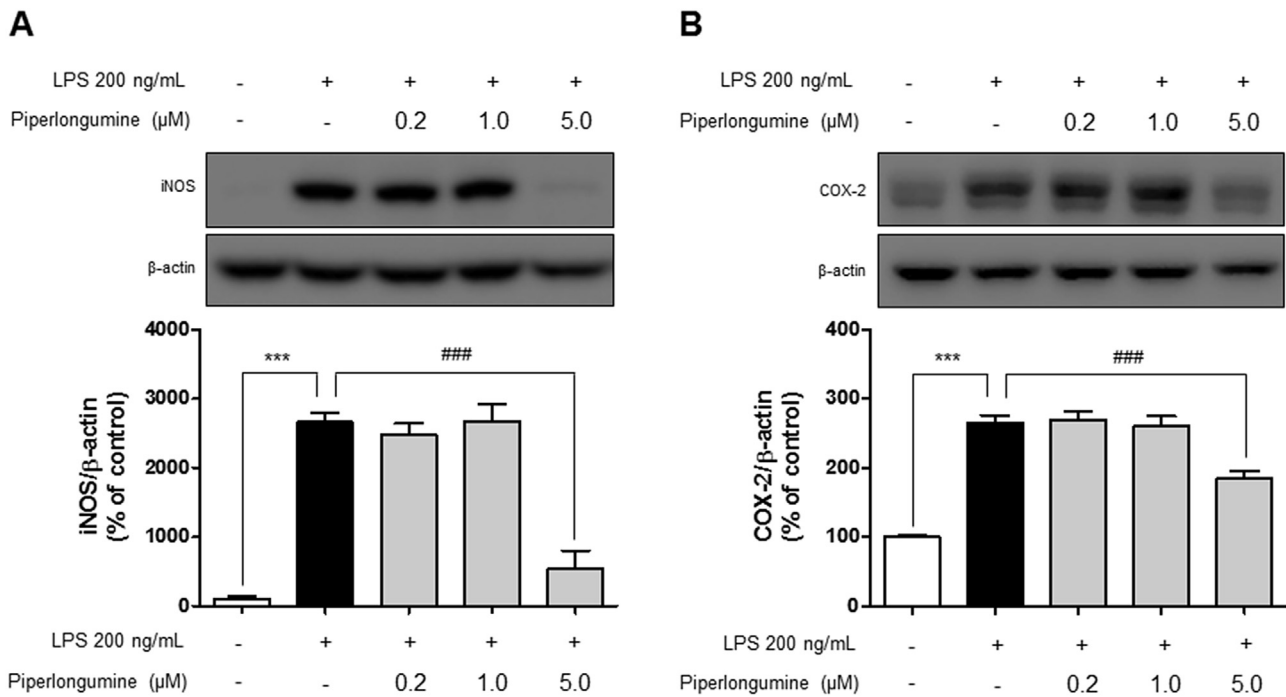 A
LPS 200 ng/mL - + + + +
Piperlongumine (µM) - - 0.2 1.0 5.0
iNOS
β-actin
4000
3000
2000
1000
0
iNOS/β-actin
(% of control)
*** ###
LPS 200 ng/mL - + + + +
Piperlongumine (µM) - - 0.2 1.0 5.0
B
LPS 200 ng/mL - + + + +
Piperlongumine (µM) - - 0.2 1.0 5.0
COX-2
β-actin
400
300
200
100
0
COX-2/β-actin
(% of control)
*** ###
LPS 200 ng/mL - + + + +
Piperlongumine (µM) - - 0.2 1.0 5.0